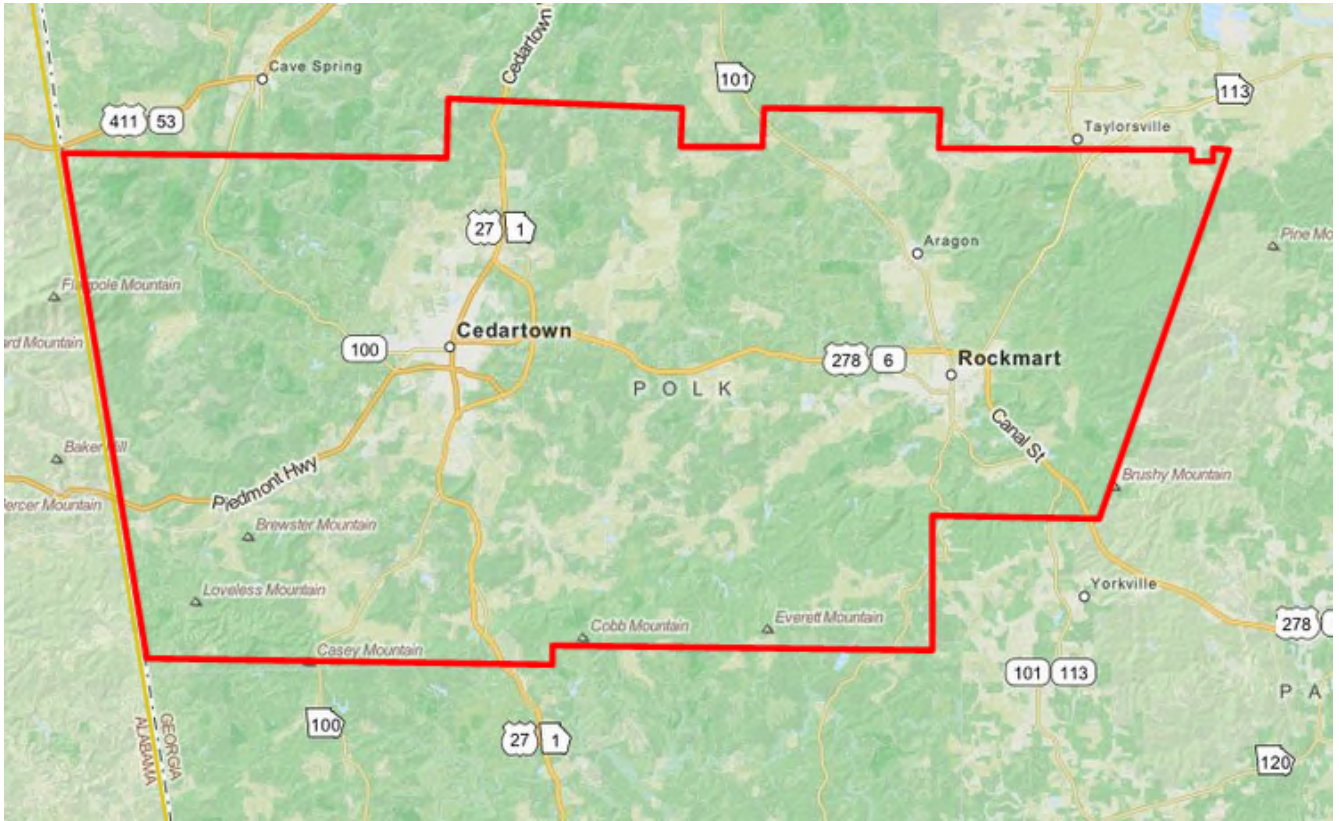 Cedartown
Cave Spring
101
113
411 53
Taylorsville
27 1
Aragon
Pine Mo
Flagpole Mountain
ard Mountain
Cedartown
100
278 6
Rockmart
POLK
Canal St
Baker Hill
Piedmont Hwy
Brushy Mountain
ercer Mountain
Brewster Mountain
Yorkville
Loveless Mountain
Everett Mountain
Cobb Mountain
278
Casey Mountain
101 113
PA
100
27 1
GEORGIA
ALABAMA
120